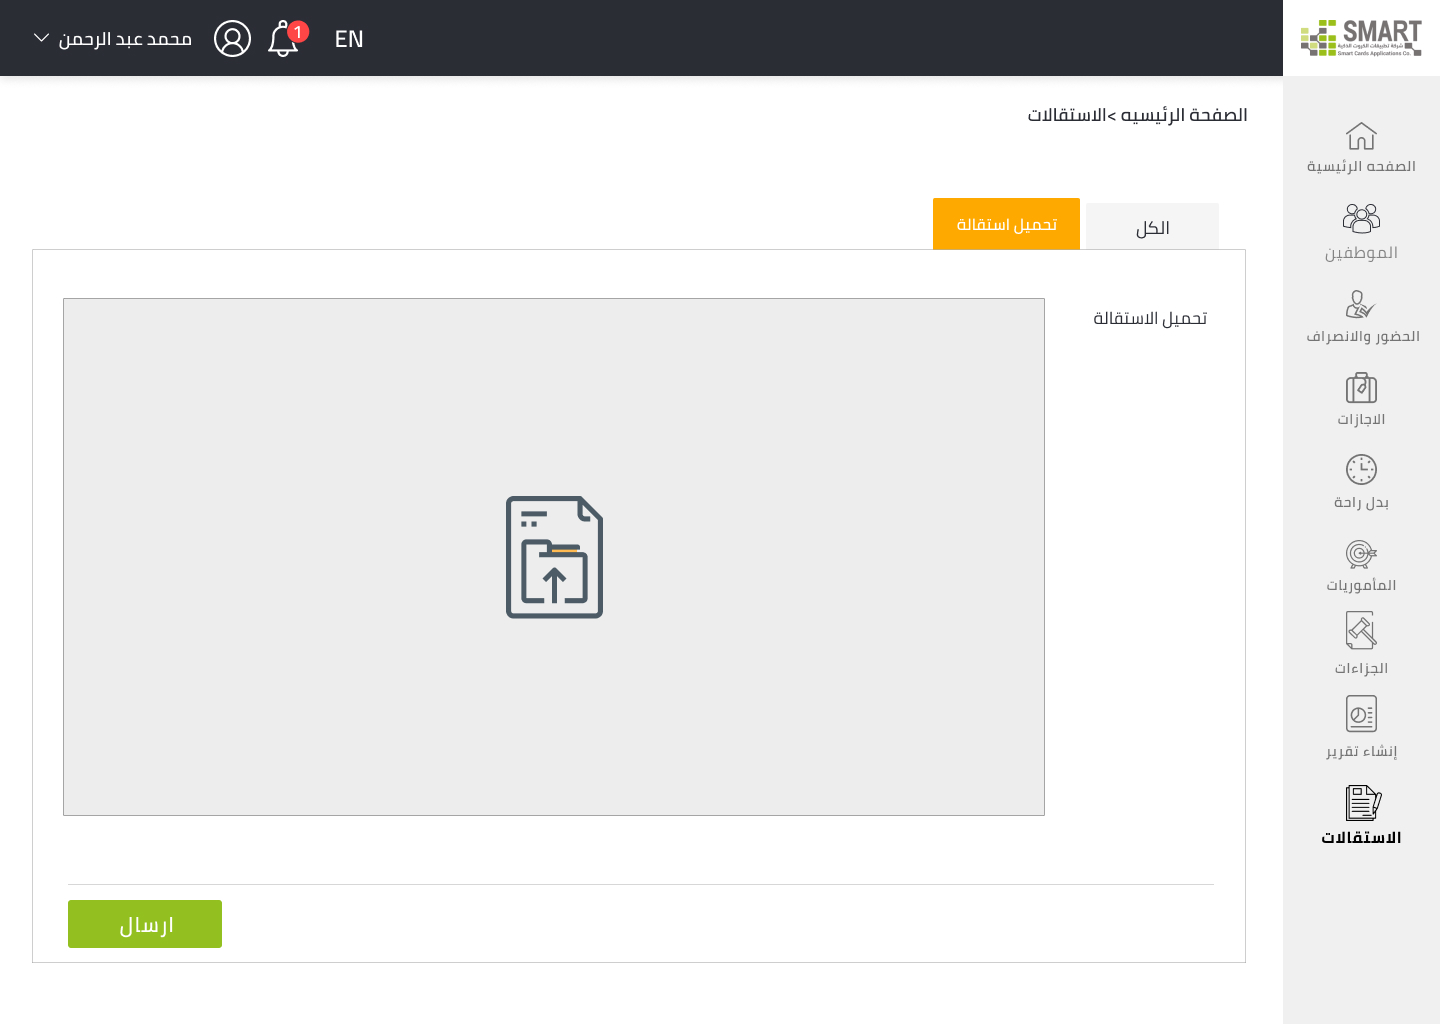 SMART
شركة تطبيقات الكروت الذكية
Smart Cards Applications Co.
EN
1
محمد عبد الرحمن
الصفحة الرئيسيه >الاستقالات
الكل
تحميل استقالة
تحميل الاستقالة
ارسال
الصفحه الرئيسية
الموظفين
الحضور والانصراف
الاجازات
بدل راحة
المأموريات
الجزاءات
إنشاء تقرير
الاستقالات